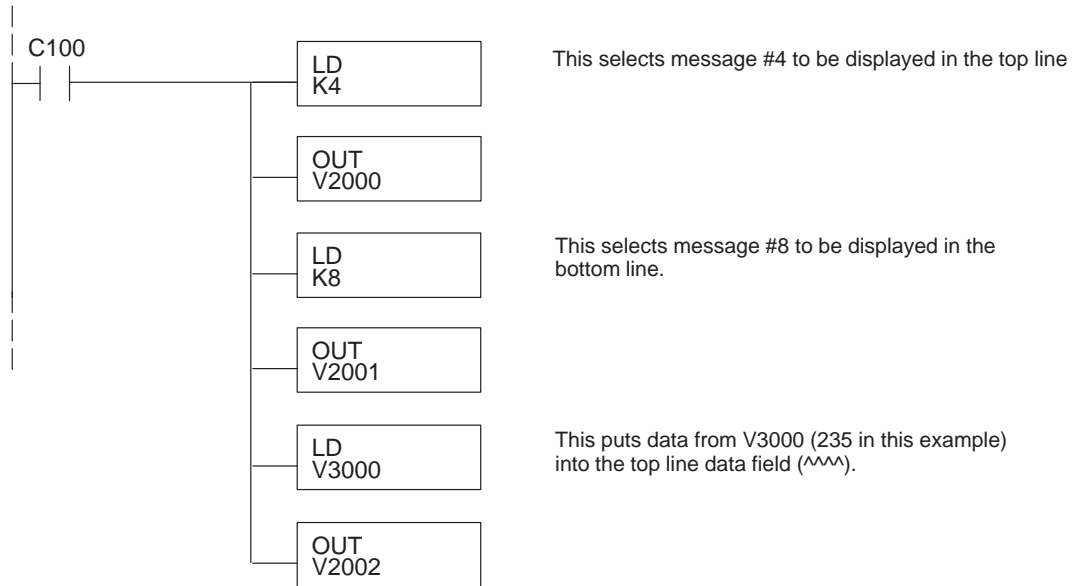 C100
LD
K4
This selects message #4 to be displayed in the top line
OUT
V2000
LD
K8
This selects message #8 to be displayed in the
bottom line.
OUT
V2001
LD
V3000
This puts data from V3000 (235 in this example)
into the top line data field (^^^^).
OUT
V2002